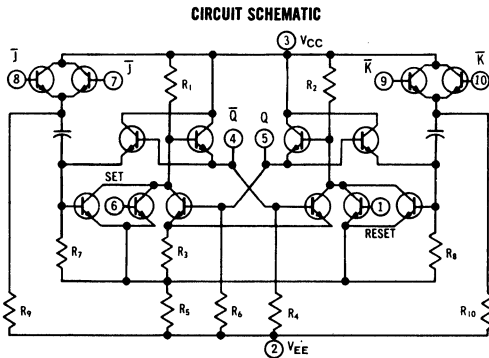 CIRCUIT SCHEMATIC
J̅
8
7
J̅
3 VCC
R1
R2
K̅
9
10
K̅
Q̅
4
Q
5
SET
6
1
RESET
R7
R3
R8
R9
R5
R6
R4
R10
2 VEE